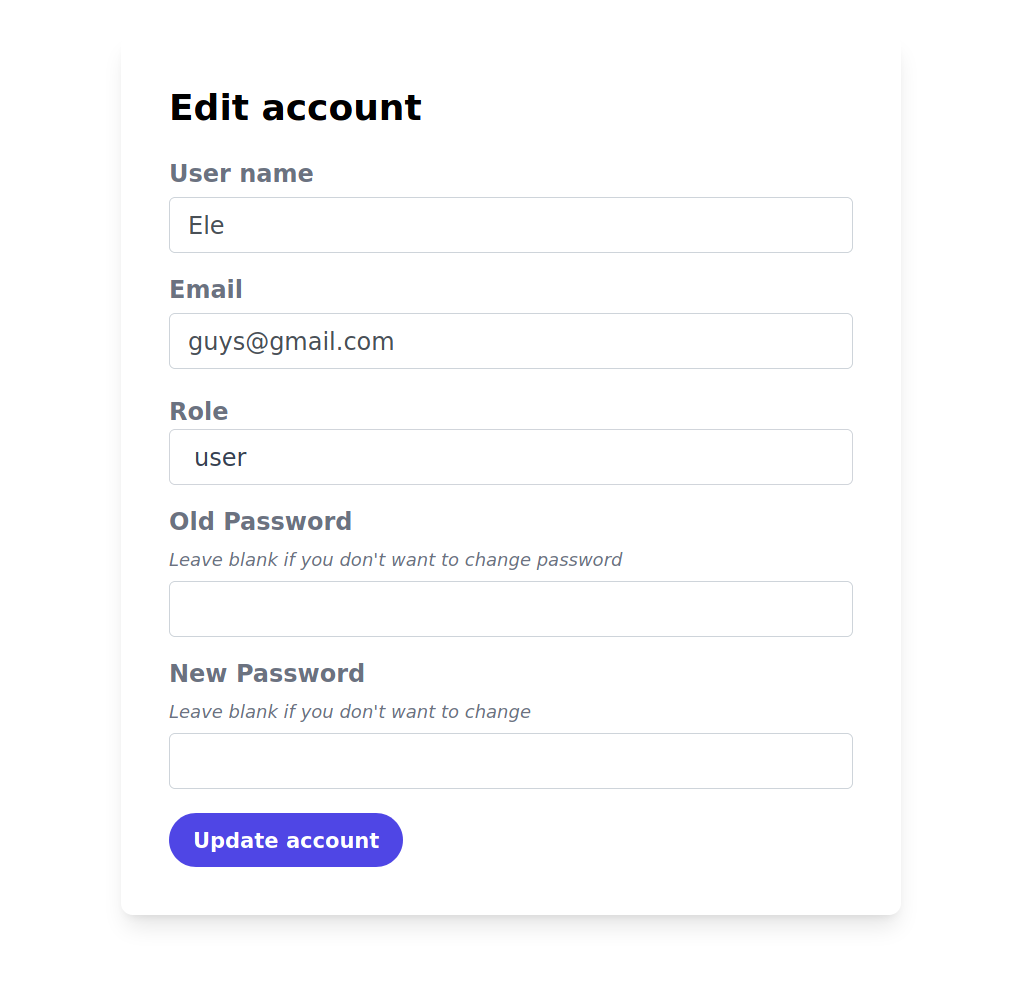 Edit account
User name
Ele
Email
guys@gmail.com
Role
user
Old Password
Leave blank if you don't want to change password
New Password
Leave blank if you don't want to change
Update account